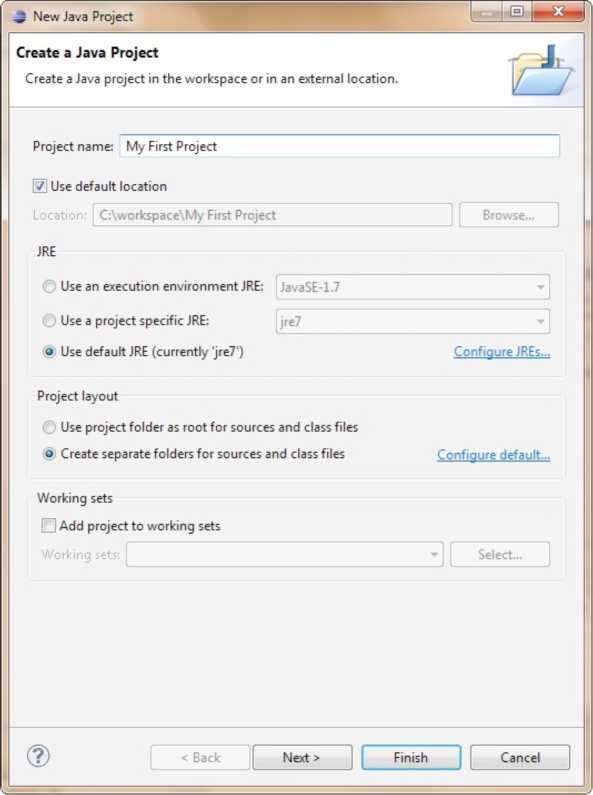 New Java Project
Create a Java Project
Create a Java project in the workspace or in an external location.
Project name: My First Project
Use default location
Location: C:\workspace\My First Project Browse...
JRE
Use an execution environment JRE: JavaSE-1.7
Use a project specific JRE: jre7
Use default JRE (currently 'jre7') Configure JREs...
Project layout
Use project folder as root for sources and class files
Create separate folders for sources and class files Configure default...
Working sets
Add project to working sets
Working sets: Select...
? < Back Next > Finish Cancel